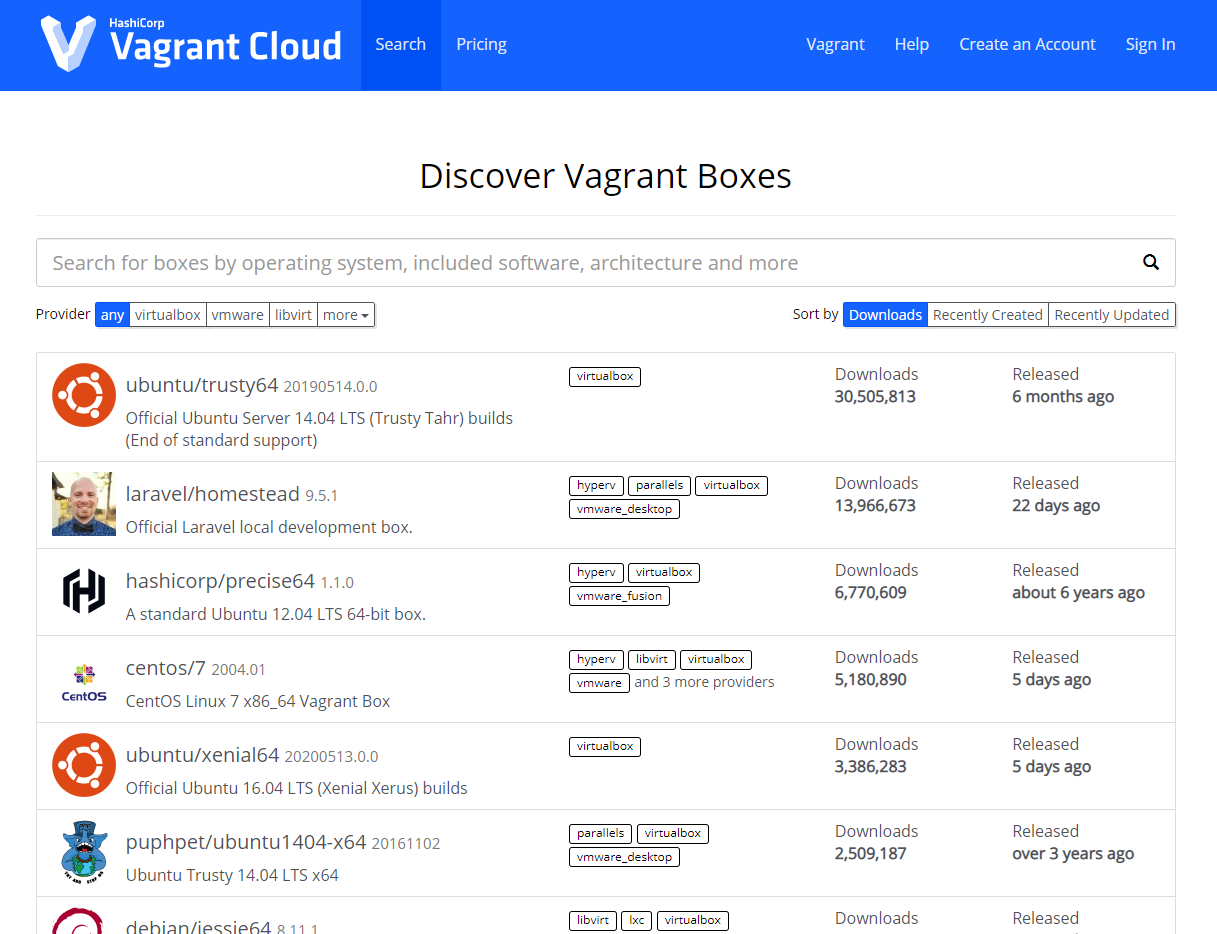 HashiCorp
Vagrant Cloud
Search Pricing Vagrant Help Create an Account Sign In
Discover Vagrant Boxes
Search for boxes by operating system, included software, architecture and more
Provider any virtualbox vmware libvirt more Sort by Downloads Recently Created Recently Updated
ubuntu/trusty64 20190514.0.0
Official Ubuntu Server 14.04 LTS (Trusty Tahr) builds
(End of standard support)
virtualbox
Downloads
30,505,813
Released
6 months ago
laravel/homestead 9.5.1
Official Laravel local development box.
hyperv parallels virtualbox
vmware_desktop
Downloads
13,966,673
Released
22 days ago
hashicorp/precise64 1.1.0
A standard Ubuntu 12.04 LTS 64-bit box.
hyperv virtualbox
vmware_fusion
Downloads
6,770,609
Released
about 6 years ago
CentOS
centos/7 2004.01
CentOS Linux 7 x86_64 Vagrant Box
hyperv libvirt virtualbox
vmware and 3 more providers
Downloads
5,180,890
Released
5 days ago
ubuntu/xenial64 20200513.0.0
Official Ubuntu 16.04 LTS (Xenial Xerus) builds
virtualbox
Downloads
3,386,283
Released
5 days ago
puphpet/ubuntu1404-x64 20161102
Ubuntu Trusty 14.04 LTS x64
parallels virtualbox
vmware_desktop
Downloads
2,509,187
Released
over 3 years ago
debian/jessie64 8.11.1
libvirt lxc virtualbox
Downloads
Released